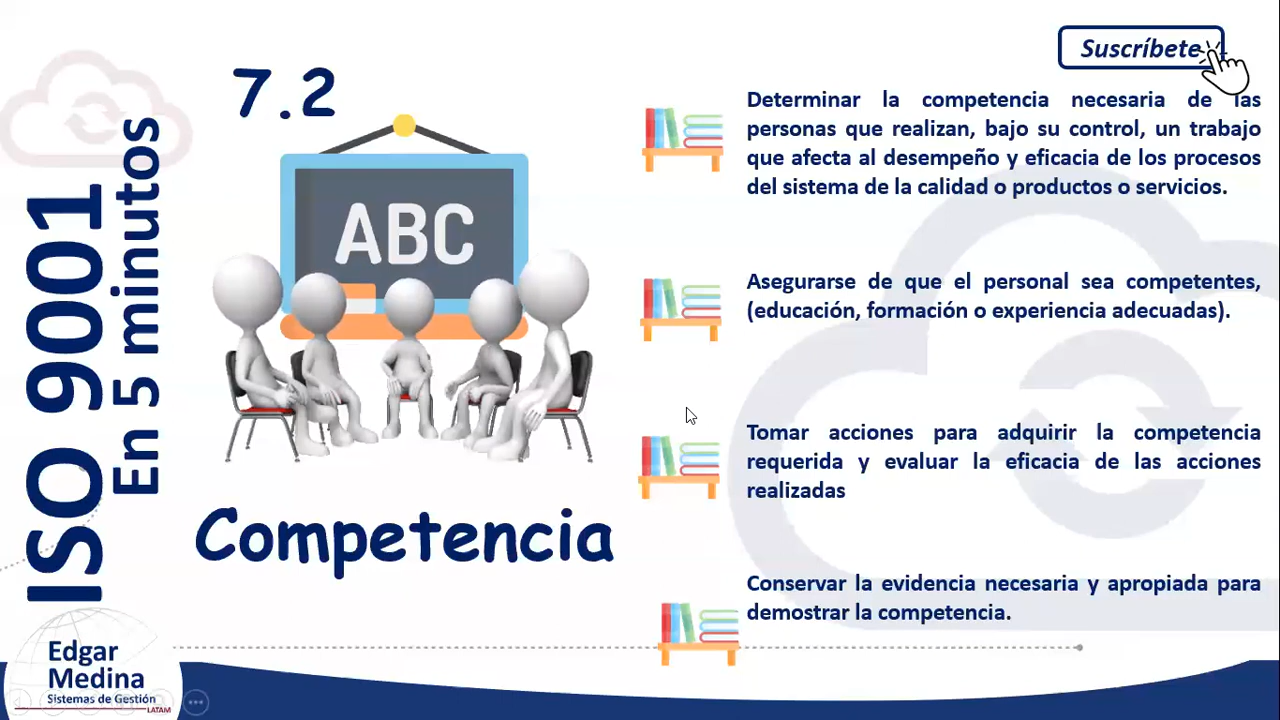 Suscríbete
7.2
ABC
Competencia
ISO 9001
En 5 minutos
Determinar la competencia necesaria de las
personas que realizan, bajo su control, un trabajo
que afecta al desempeño y eficacia de los procesos
del sistema de la calidad o productos o servicios.
Asegurarse de que el personal sea competentes,
(educación, formación o experiencia adecuadas).
Tomar acciones para adquirir la competencia
requerida y evaluar la eficacia de las acciones
realizadas
Conservar la evidencia necesaria y apropiada para
demostrar la competencia.
Edgar
Medina
Sistemas de Gestión
LATAM